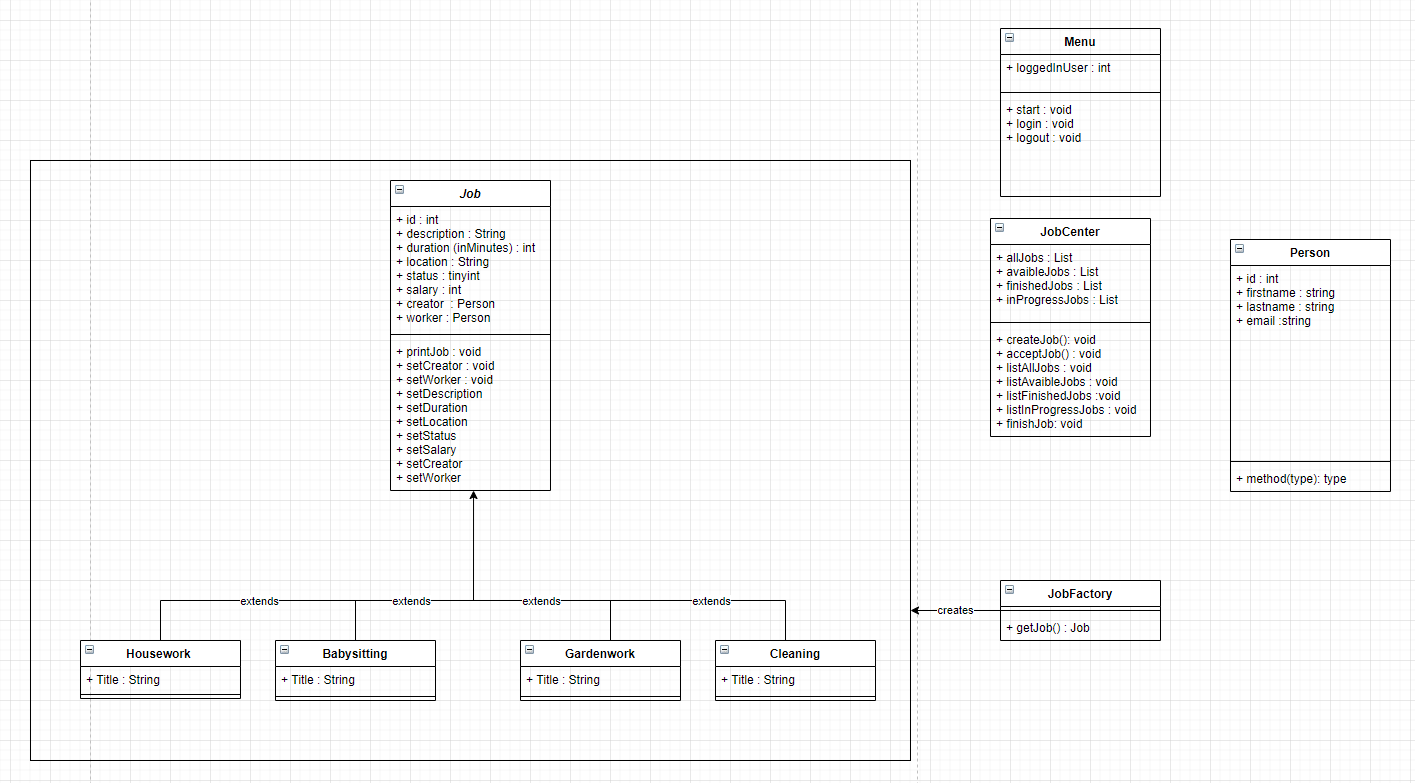 Menu
+ loggedInUser : int
+ start : void
+ login : void
+ logout : void
Job
+ id : int
+ description : String
+ duration (inMinutes) : int
+ location : String
+ status : tinyint
+ salary : int
+ creator  : Person
+ worker : Person
+ printJob : void
+ setCreator : void
+ setWorker : void
+ setDescription
+ setDuration
+ setLocation
+ setStatus
+ setSalary
+ setCreator
+ setWorker
JobCenter
+ allJobs : List
+ avaibleJobs : List
+ finishedJobs : List
+ inProgressJobs : List
+ createJob(): void
+ acceptJob() : void
+ listAllJobs : void
+ listAvaibleJobs : void
+ listFinishedJobs :void
+ listInProgressJobs : void
+ finishJob: void
Person
+ id : int
+ firstname : string
+ lastname : string
+ email :string
+ method(type): type
extends
extends
extends
extends
creates
JobFactory
+ getJob() : Job
Housework
+ Title : String
Babysitting
+ Title : String
Gardenwork
+ Title : String
Cleaning
+ Title : String